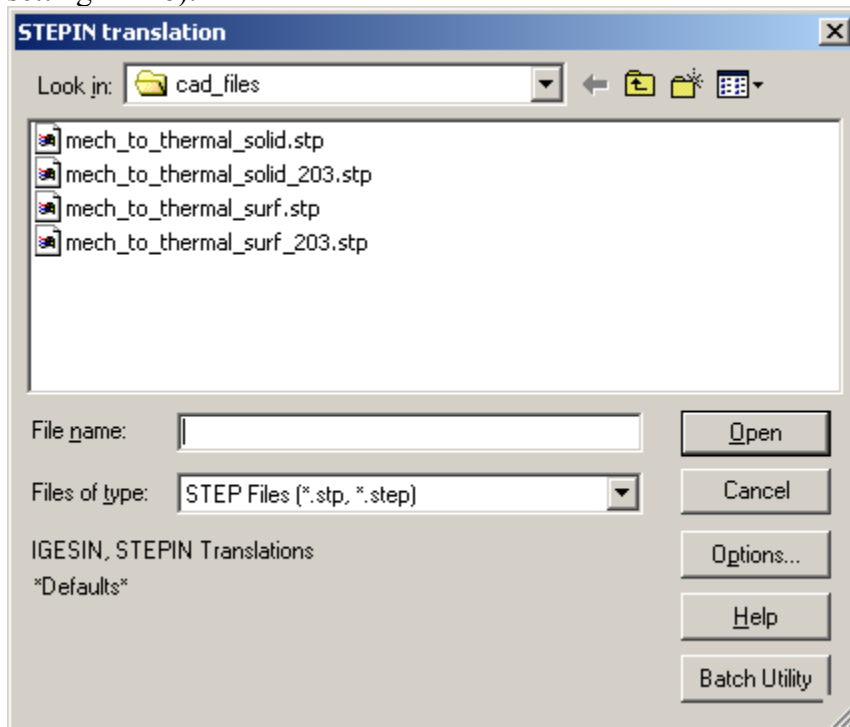 STEPIN translation
Look in: cad_files
mech_to_thermal_solid.stp
mech_to_thermal_solid_203.stp
mech_to_thermal_surf.stp
mech_to_thermal_surf_203.stp
File name:
Open
Files of type: STEP Files (*.stp, *.step)
Cancel
IGESIN, STEPIN Translations
Options...
*Defaults*
Help
Batch Utility